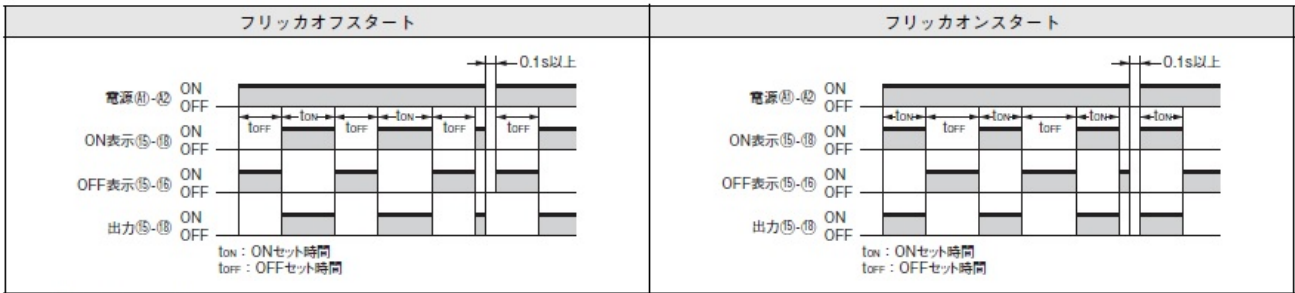 フリッカオフスタート
0.1s以上
電源Ⓐ1-Ⓐ2 ON
OFF
tOFF tON tOFF tON tOFF tOFF
ON表示⑮-⑱ ON
OFF
OFF表示⑮-⑯ ON
OFF
出力⑮-⑱ ON
OFF
tON：ONセット時間
tOFF：OFFセット時間
フリッカオンスタート
0.1s以上
電源Ⓐ1-Ⓐ2 ON
OFF
tON tOFF tON tOFF tON tON
ON表示⑮-⑱ ON
OFF
OFF表示⑮-⑯ ON
OFF
出力⑮-⑱ ON
OFF
tON：ONセット時間
tOFF：OFFセット時間